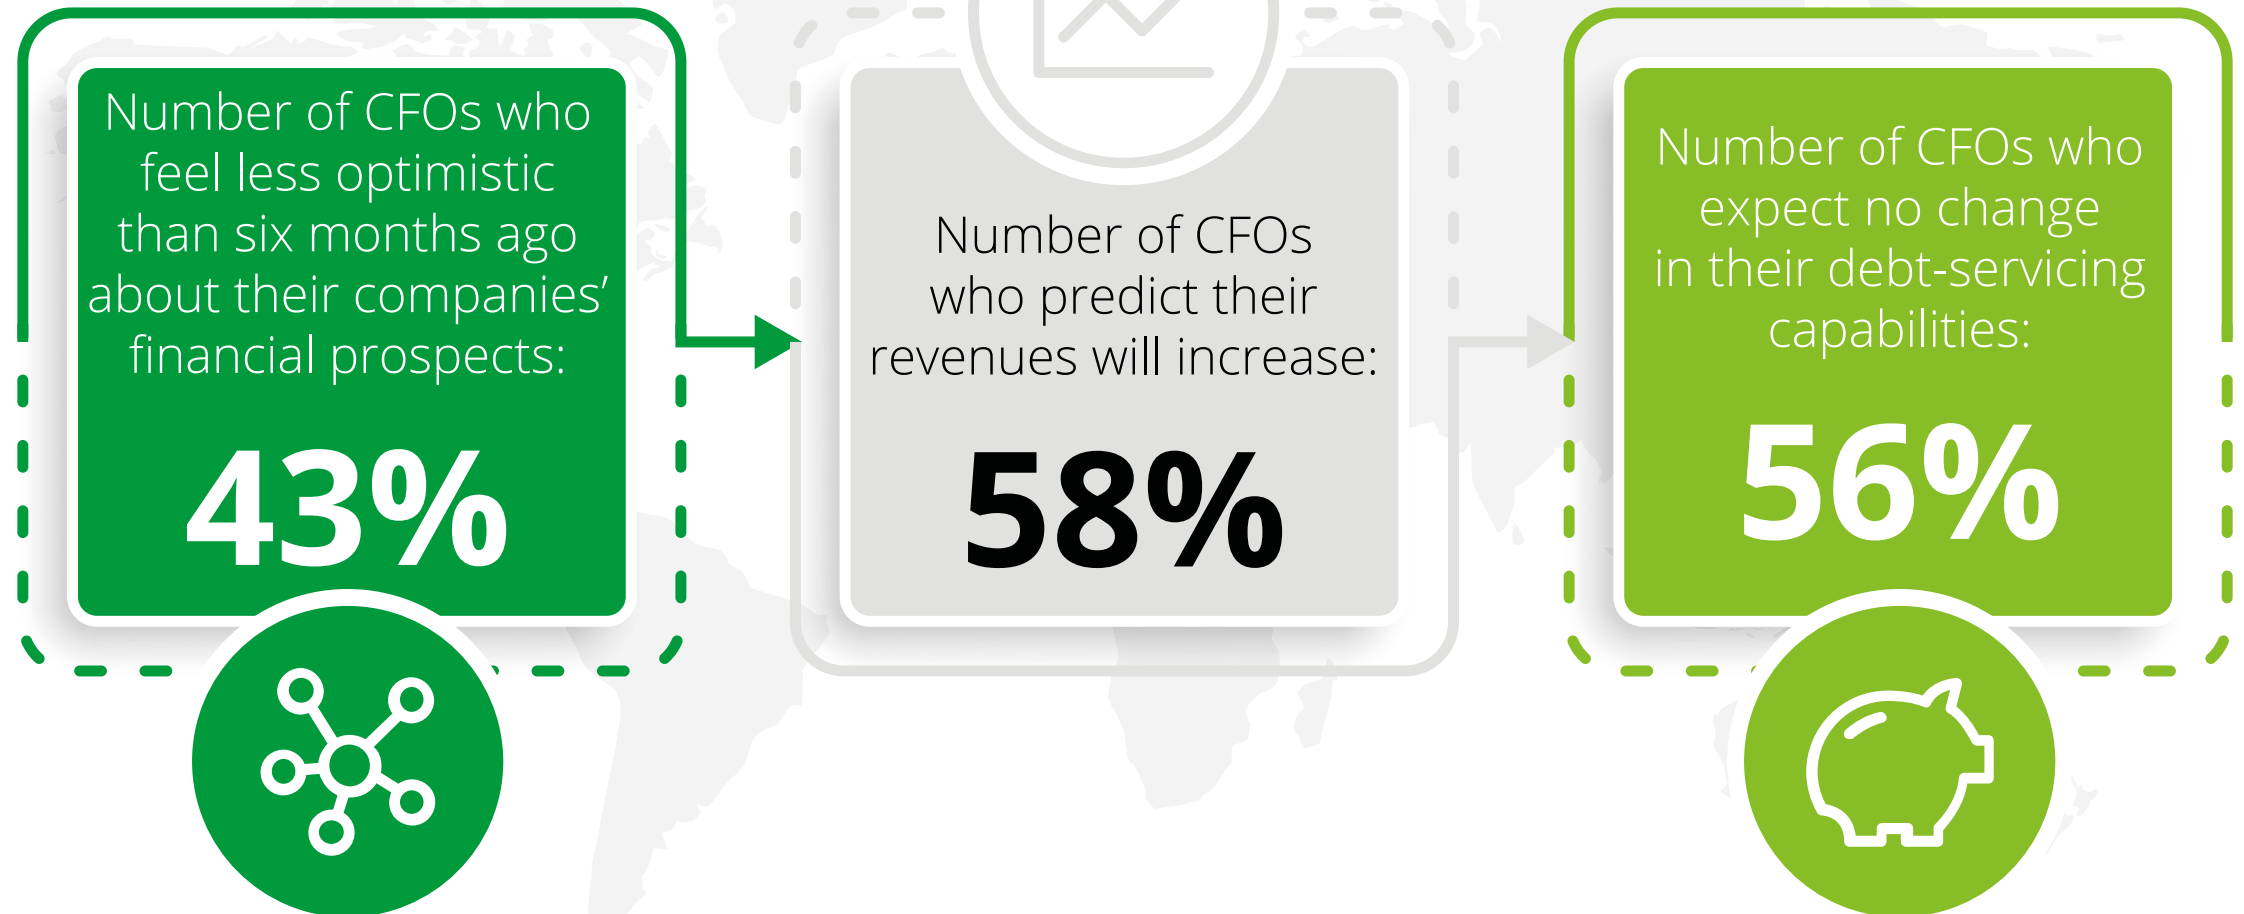 Number of CFOs who
feel less optimistic
than six months ago
about their companies’
financial prospects:
43%
Number of CFOs
who predict their
revenues will increase:
58%
Number of CFOs who
expect no change
in their debt-servicing
capabilities:
56%